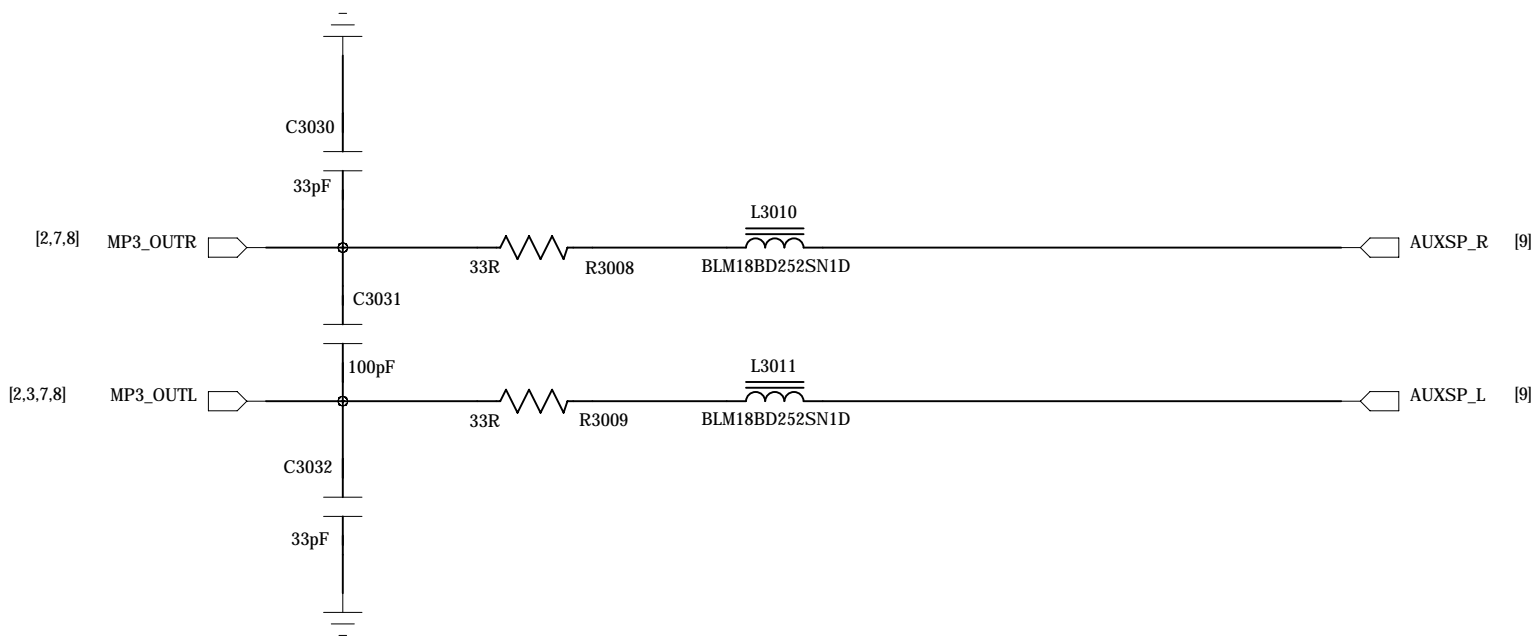 C3030
33pF
L3010
[2,7,8] MP3_OUTR
AUXSP_R [9]
33R
R3008
BLM18BD252SN1D
C3031
100pF
L3011
[2,3,7,8] MP3_OUTL
AUXSP_L [9]
33R
R3009
BLM18BD252SN1D
C3032
33pF